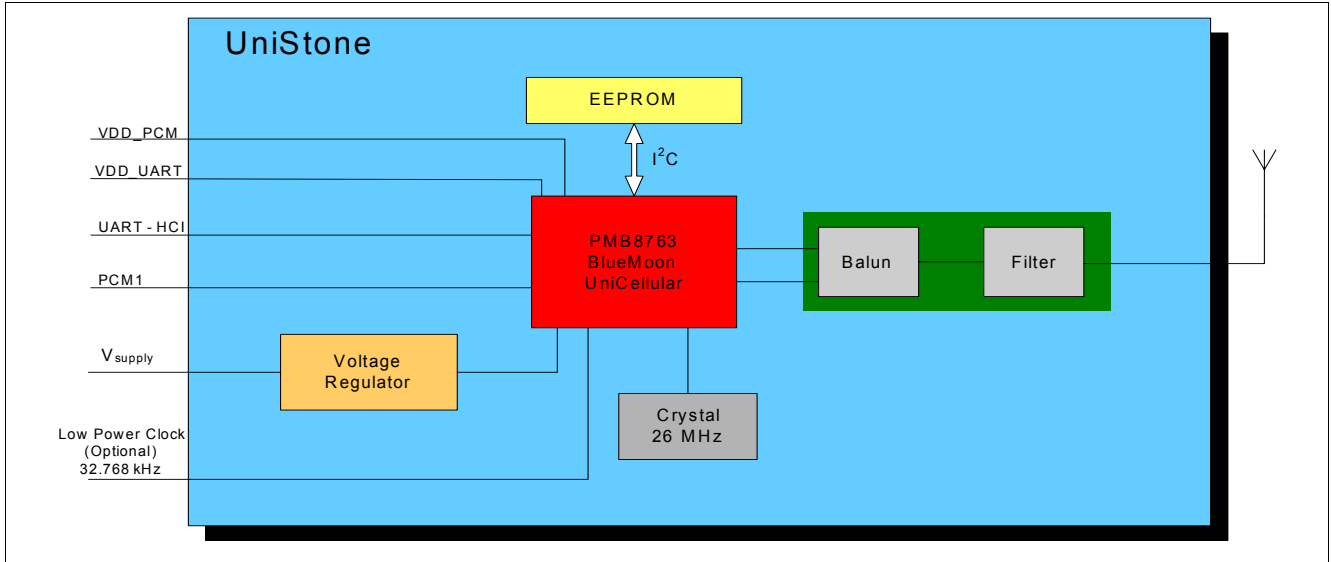 UniStone
EEPROM
I²C
VDD_PCM
VDD_UART
UART - HCI
PCM1
PMB8763
BlueMoon
UniCellular
Balun
Filter
Vsupply
Voltage
Regulator
Crystal
26 MHz
Low Power Clock
(Optional)
32.768 kHz